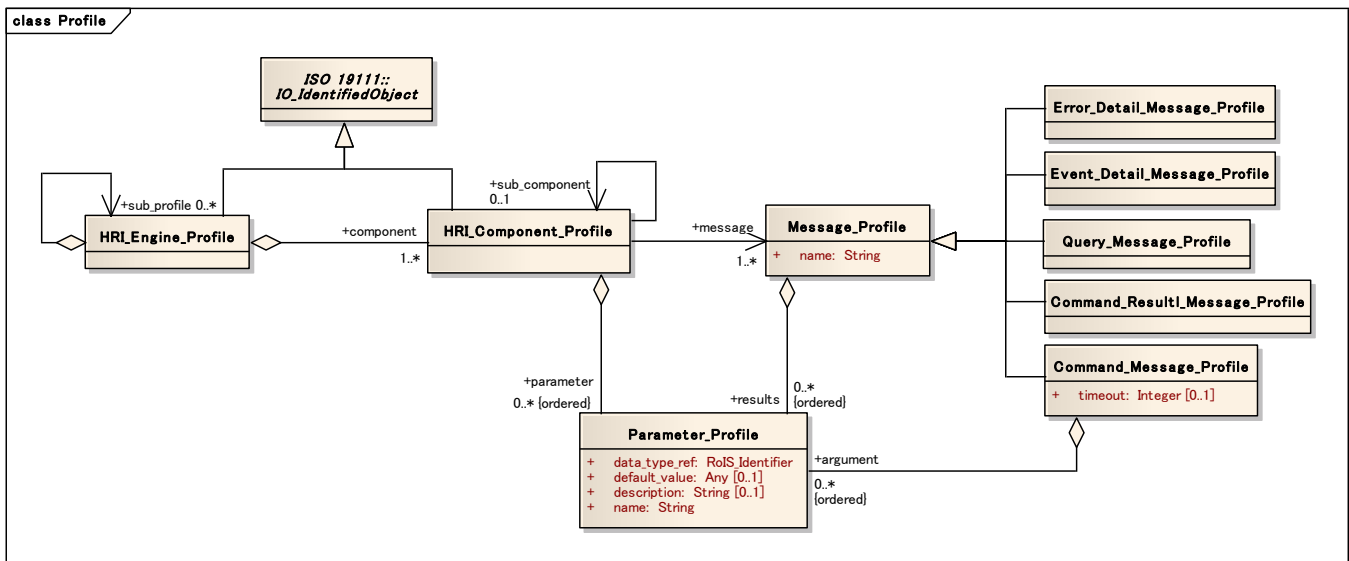 class Profile
ISO 19111::
IO_IdentifiedObject
Error_Detail_Message_Profile
Event_Detail_Message_Profile
+sub_component
0..1
+sub_profile 0..*
HRI_Engine_Profile
+component
1..*
HRI_Component_Profile
+message
1..*
Message_Profile
+ name: String
Query_Message_Profile
Command_Resultl_Message_Profile
Command_Message_Profile
+ timeout: Integer [0..1]
+parameter
0..* {ordered}
+results
0..*
{ordered}
Parameter_Profile
+ data_type_ref: RoIS_Identifier
+ default_value: Any [0..1]
+ description: String [0..1]
+ name: String
+argument
0..*
{ordered}